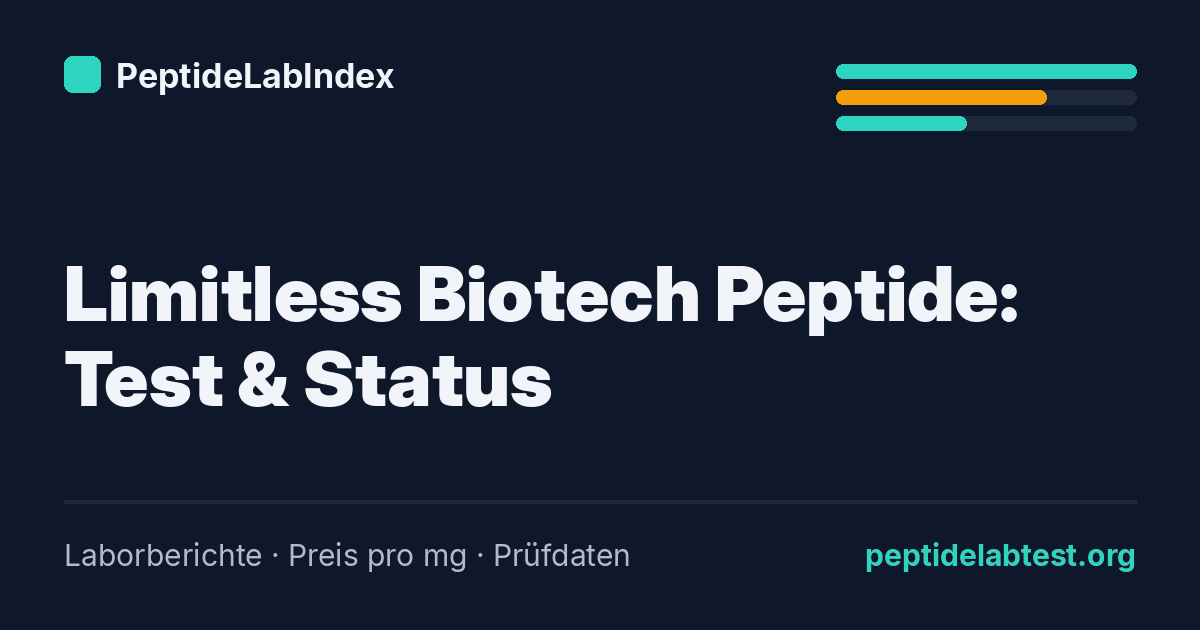 PeptideLabIndex
Limitless Biotech Peptide:
Test & Status
Laborberichte · Preis pro mg · Prüfdaten
peptidelabtest.org